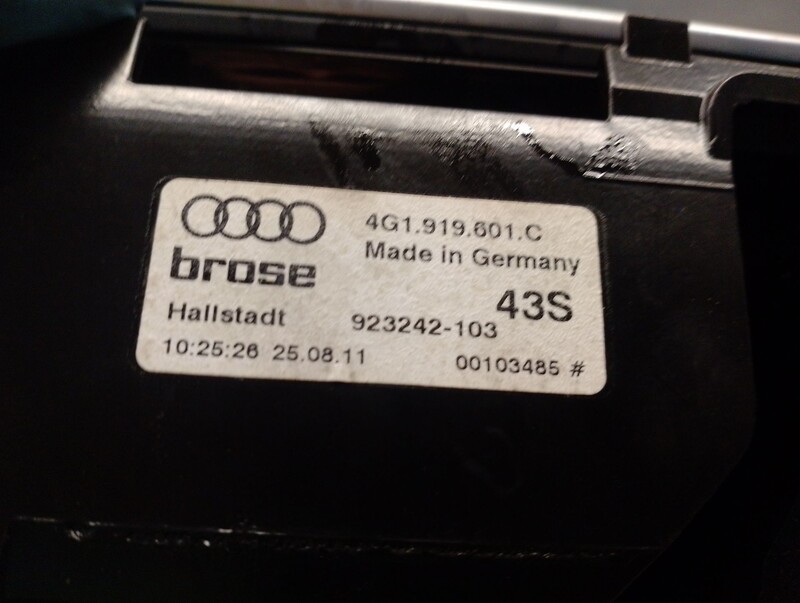 4G1.919.601.C
Made in Germany
brose
43S
Hallstadt 923242-103
10:25:26 25.08.11 00103485 #